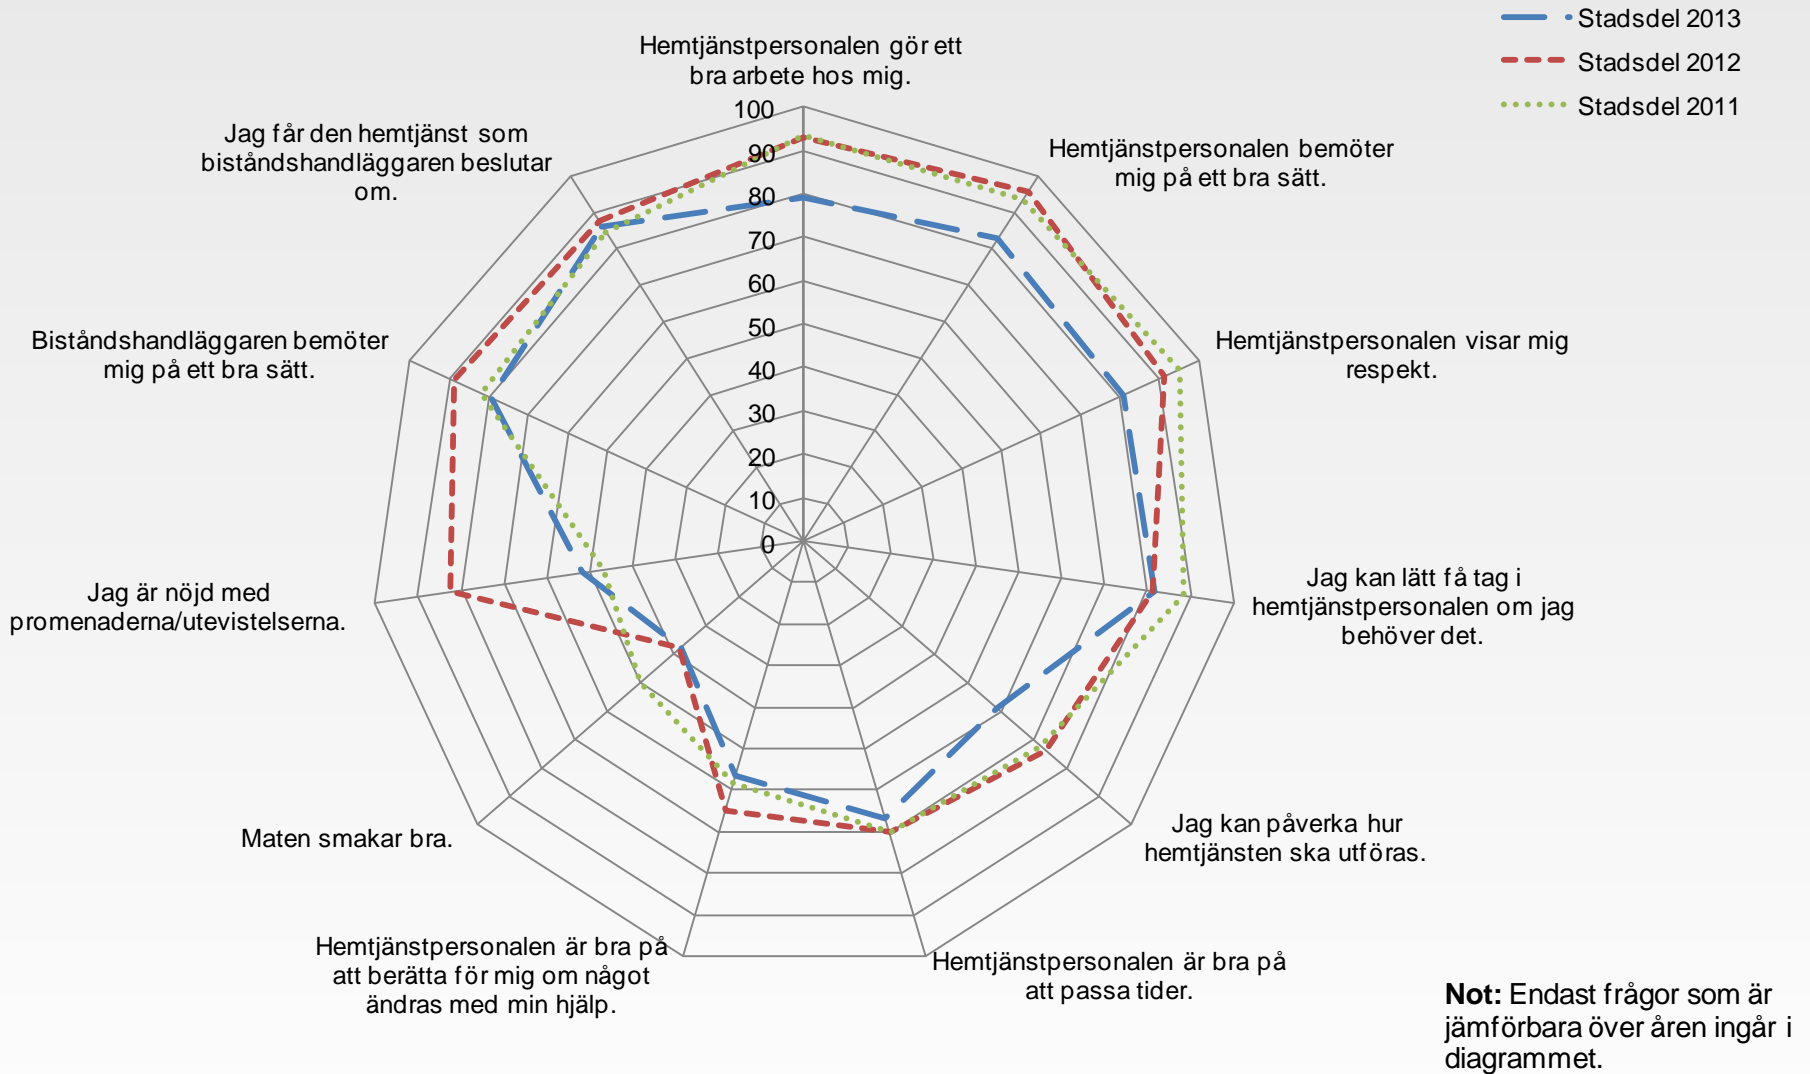 Stadsdel 2013
Stadsdel 2012
Stadsdel 2011
Hemtjänstpersonalen gör ett
bra arbete hos mig.
Hemtjänstpersonalen bemöter
mig på ett bra sätt.
Hemtjänstpersonalen visar mig
respekt.
Jag kan lätt få tag i
hemtjänstpersonalen om jag
behöver det.
Jag kan påverka hur
hemtjänsten ska utföras.
Hemtjänstpersonalen är bra på
att passa tider.
Hemtjänstpersonalen är bra på
att berätta för mig om något
ändras med min hjälp.
Maten smakar bra.
Jag är nöjd med
promenaderna/utevistelserna.
Biståndshandläggaren bemöter
mig på ett bra sätt.
Jag får den hemtjänst som
biståndshandläggaren beslutar
om.
100
90
80
70
60
50
40
30
20
10
0
Not: Endast frågor som är
jämförbara över åren ingår i
diagrammet.